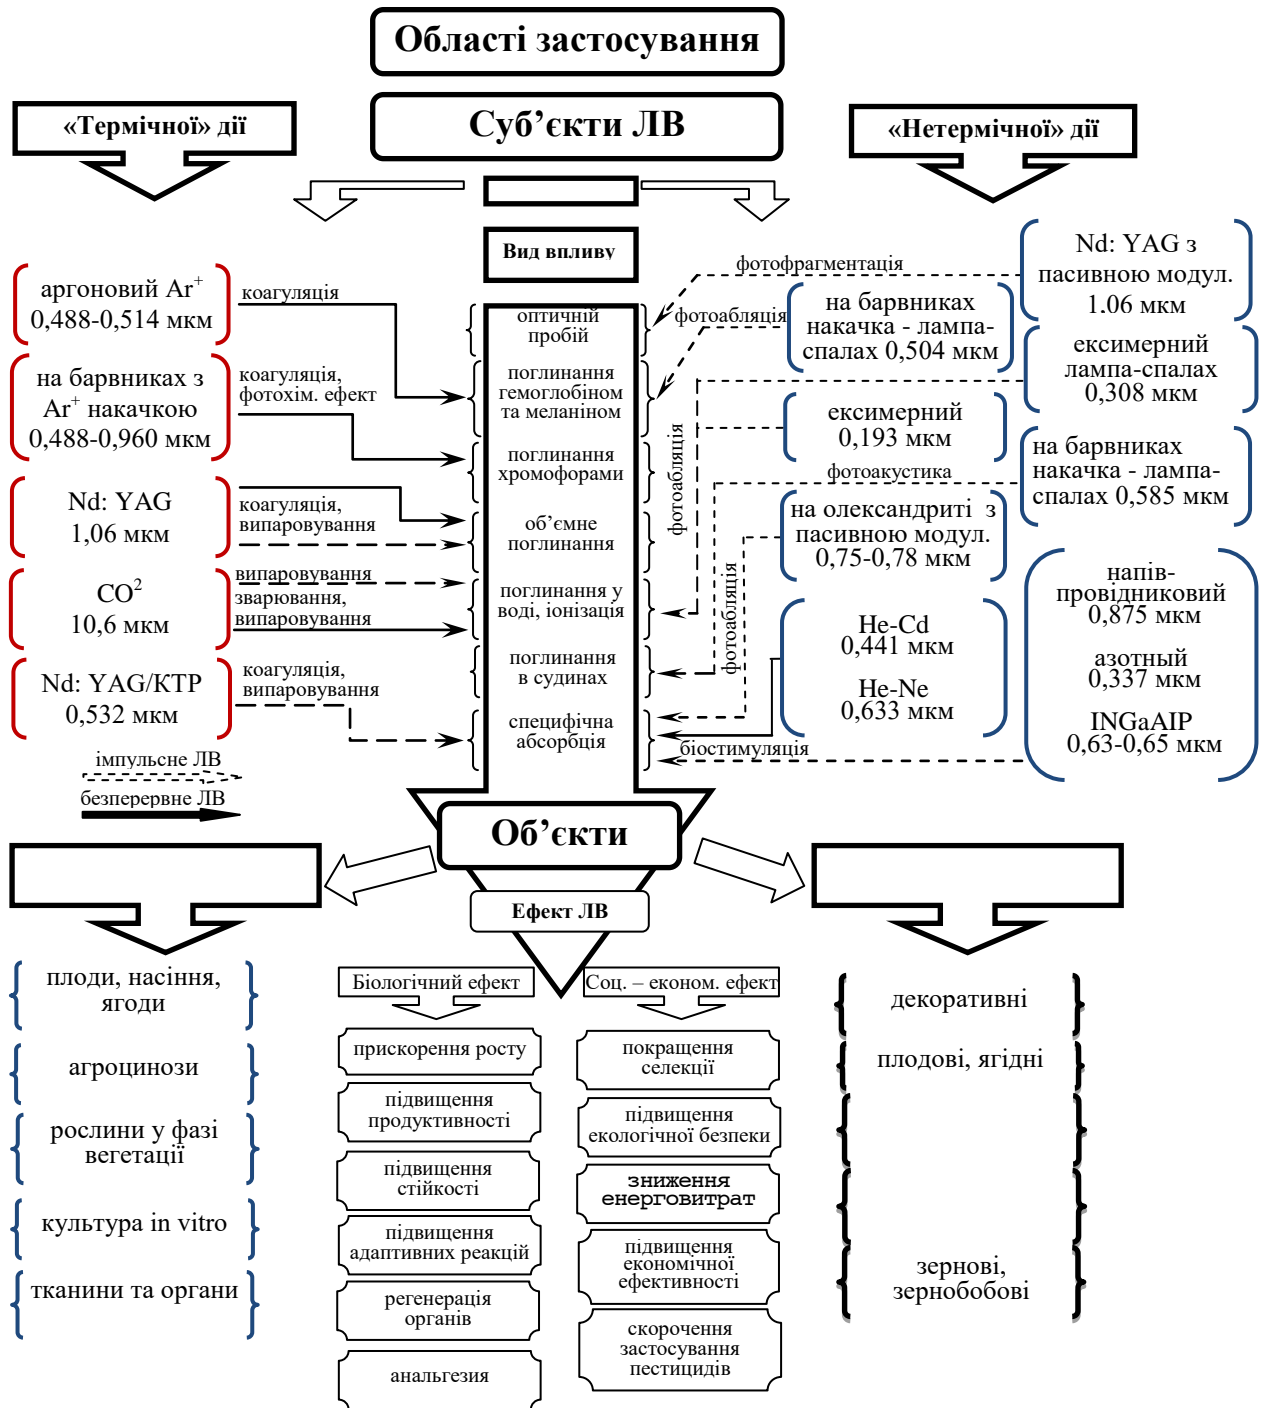 Області застосування
Суб’єкти ЛВ
«Термічної» дії
«Нетермічної» дії
Вид впливу
аргоновий Ar⁺
0,488-0,514 мкм
на барвниках з
Ar⁺ накачкою
0,488-0,960 мкм
Nd: YAG
1,06 мкм
CO²
10,6 мкм
Nd: YAG/КТР
0,532 мкм
імпульсне ЛВ
безперервне ЛВ
коагуляція
коагуляція,
фотохім. ефект
коагуляція,
випаровування
випаровування
зварювання,
випаровування
коагуляція,
випаровування
оптичній
пробій
поглинання
гемоглобіном
та меланіном
поглинання
хромофорами
об’ємне
поглинання
поглинання у
воді, іонізація
поглинання
в судинах
специфічна
абсорбція
фотофрагментація
фотоабляція
фотоабляція
фотоакустика
фотоабляція
біостимуляція
Nd: YAG з
пасивною модул.
1.06 мкм
на барвниках
накачка - лампа-
спалах 0,504 мкм
ексимерний
лампа-спалах
0,308 мкм
ексимерний
0,193 мкм
на барвниках
накачка - лампа-
спалах 0,585 мкм
на олександриті з
пасивною модул.
0,75-0,78 мкм
He-Cd
0,441 мкм
He-Ne
0,633 мкм
напів-
провідниковий
0,875 мкм
азотный
0,337 мкм
INGaAIP
0,63-0,65 мкм
Об’єкти
Ефект ЛВ
плоди, насіння,
ягоди
агроцинози
рослини у фазі
вегетації
культура in vitro
тканини та органи
Біологічний ефект
прискорення росту
підвищення
продуктивності
підвищення
стійкості
підвищення
адаптивних реакцій
регенерація
органів
анальгезия
Соц. – економ. ефект
покращення
селекції
підвищення
екологічної безпеки
зниження
енерговитрат
підвищення
економічної
ефективності
скорочення
застосування
пестицидів
декоративні
плодові, ягідні
зернові,
зернобобові